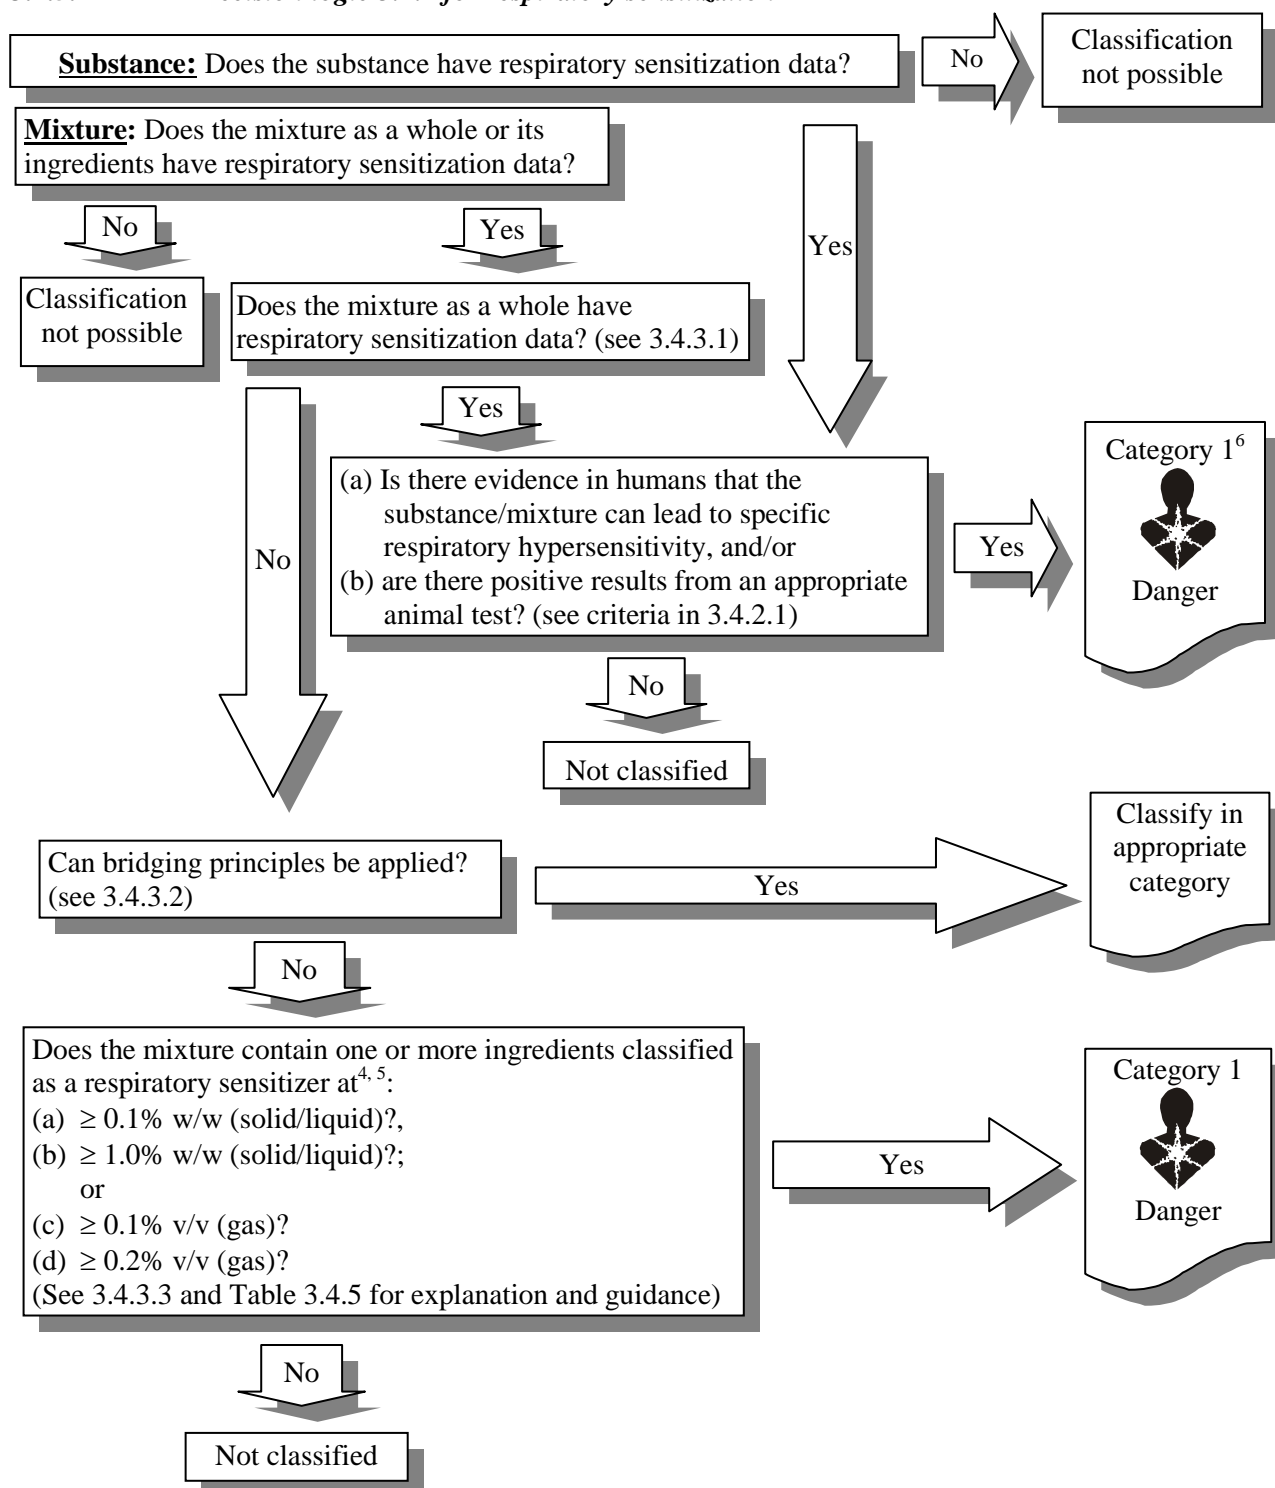 Substance: Does the substance have respiratory sensitization data?
No
Classification
not possible
Mixture: Does the mixture as a whole or its
ingredients have respiratory sensitization data?
No
Yes
Yes
Classification
not possible
Does the mixture as a whole have
respiratory sensitization data? (see 3.4.3.1)
No
Yes
(a) Is there evidence in humans that the
substance/mixture can lead to specific
respiratory hypersensitivity, and/or
(b) are there positive results from an appropriate
animal test? (see criteria in 3.4.2.1)
Yes
Category 1⁶
Danger
No
Not classified
Can bridging principles be applied?
(see 3.4.3.2)
Yes
Classify in
appropriate
category
No
Does the mixture contain one or more ingredients classified
as a respiratory sensitizer at⁴, ⁵:
(a) ≥ 0.1% w/w (solid/liquid)?,
(b) ≥ 1.0% w/w (solid/liquid)?;
or
(c) ≥ 0.1% v/v (gas)?
(d) ≥ 0.2% v/v (gas)?
(See 3.4.3.3 and Table 3.4.5 for explanation and guidance)
Yes
Category 1
Danger
No
Not classified